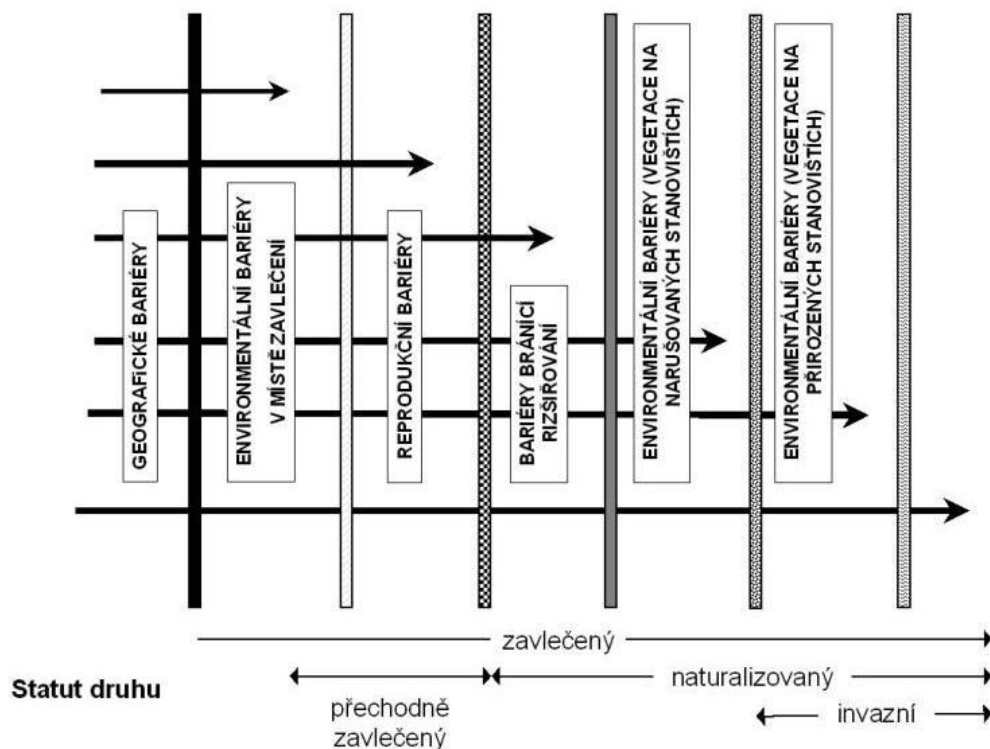 GEOGRAFICKÉ BARIÉRY
ENVIRONMENTÁLNÍ BARIÉRY
V MÍSTĚ ZAVLEČENÍ
REPRODUKČNÍ BARIÉRY
BARIÉRY BRÁNÍCÍ
RIZŠIŘOVÁNÍ
ENVIRONMENTÁLNÍ BARIÉRY (VEGETACE NA
NARUŠOVANÝCH STANOVIŠTÍCH)
ENVIRONMENTÁLNÍ BARIÉRY (VEGETACE NA
PŘIROZENÝCH STANOVIŠTÍCH)
zavlečený
Statut druhu
naturalizovaný
přechodně
zavlečený
invazní